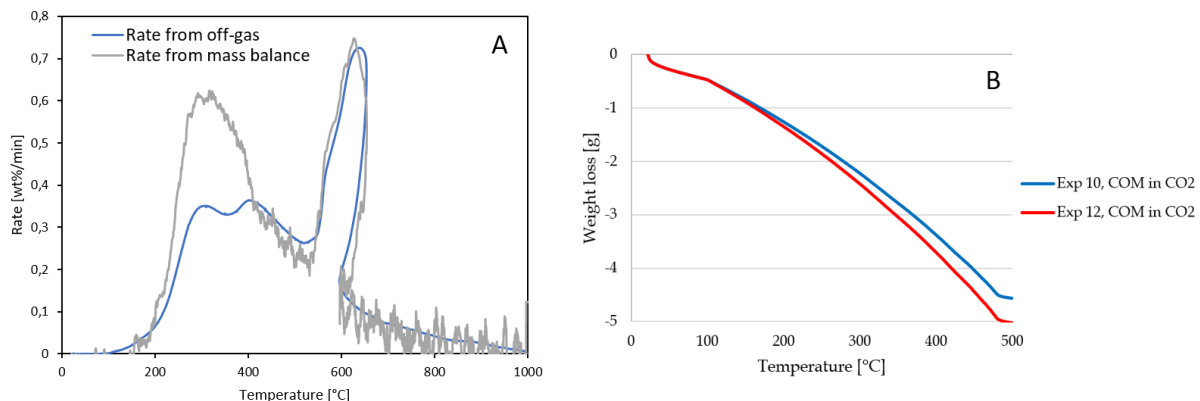 0,8
0,7
0,6
0,5
0,4
0,3
0,2
0,1
0
Rate [wt%/min]
Rate from off-gas
Rate from mass balance
A
0
200
400
600
800
1000
Temperature [°C]
B
0
-1
-2
-3
-4
-5
Weight loss [g]
0
100
200
300
400
500
Temperature [°C]
Exp 10, COM in CO2
Exp 12, COM in CO2